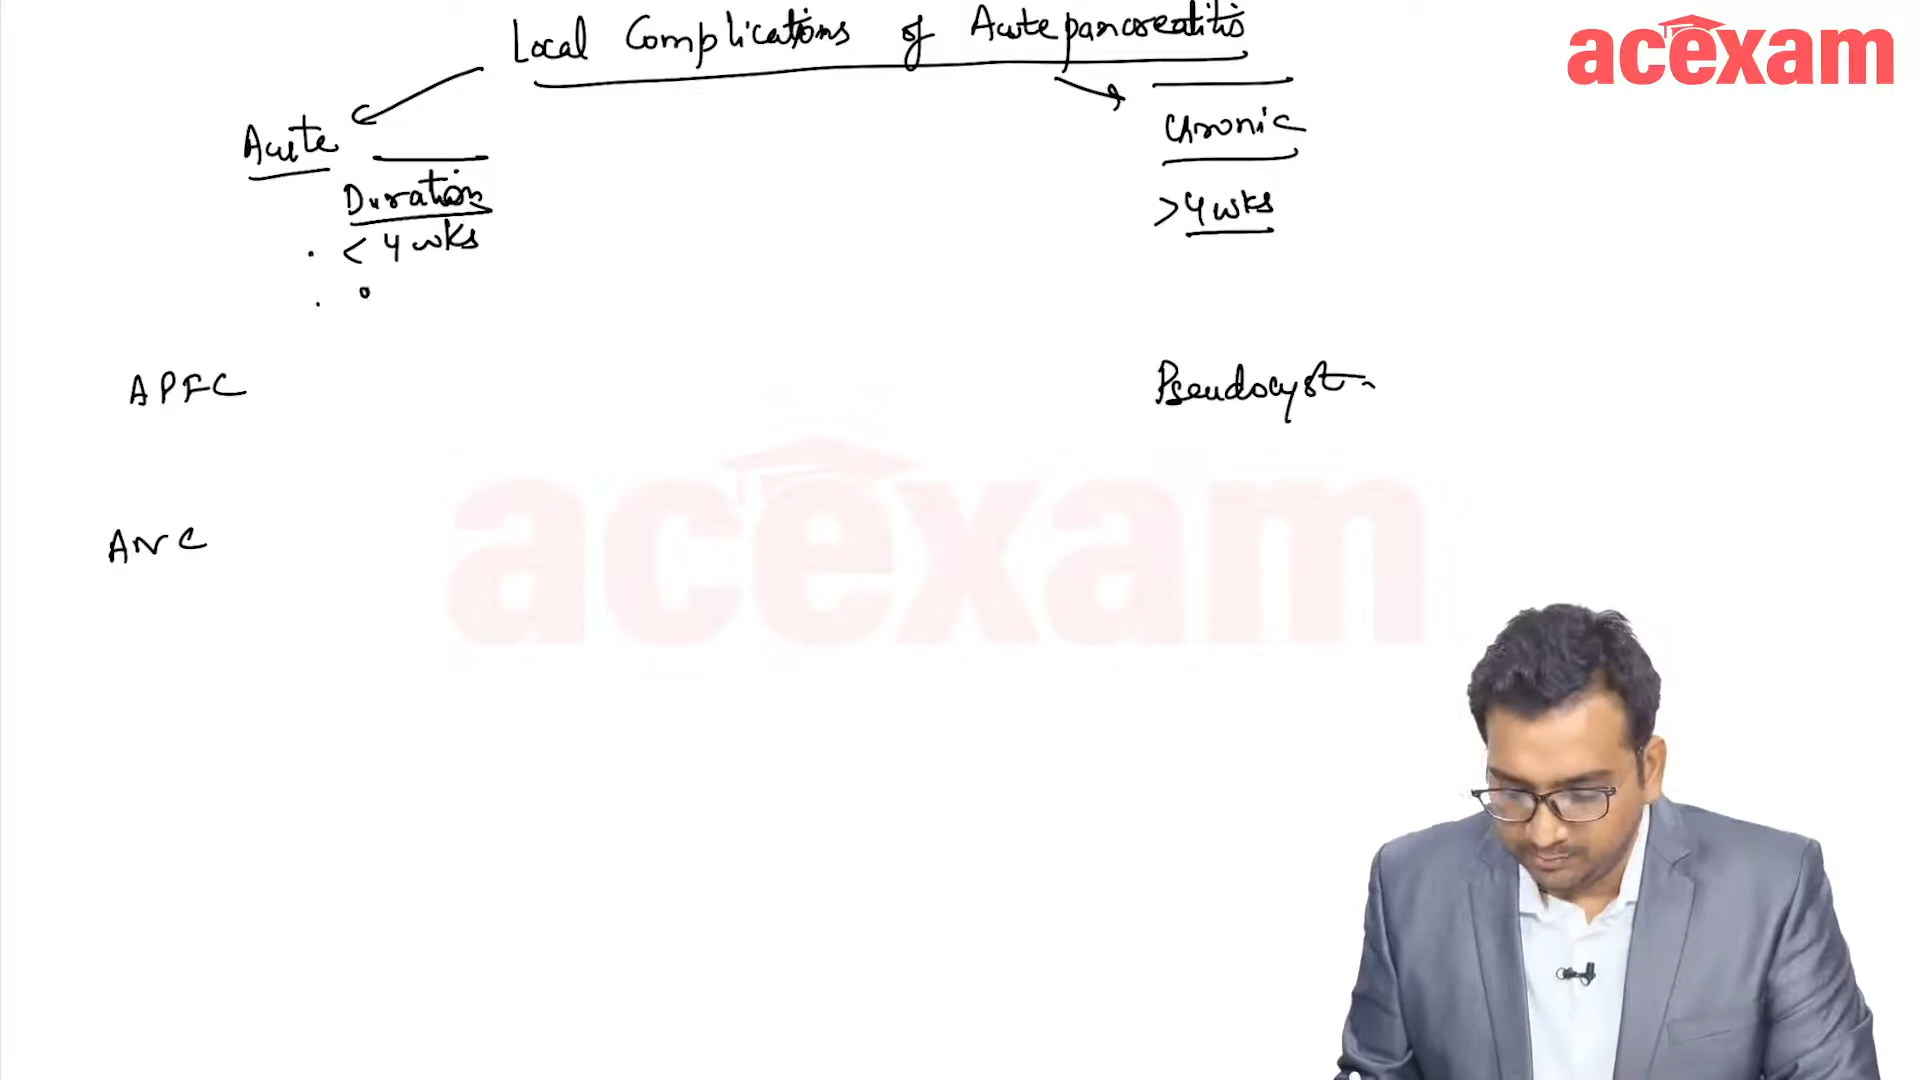 Local Complications of Acute pancreatitis
acexam
Acute
Chronic
Duration
< 4 wks
> 4 wks
APFC
Pseudocyst
acexam
ANC